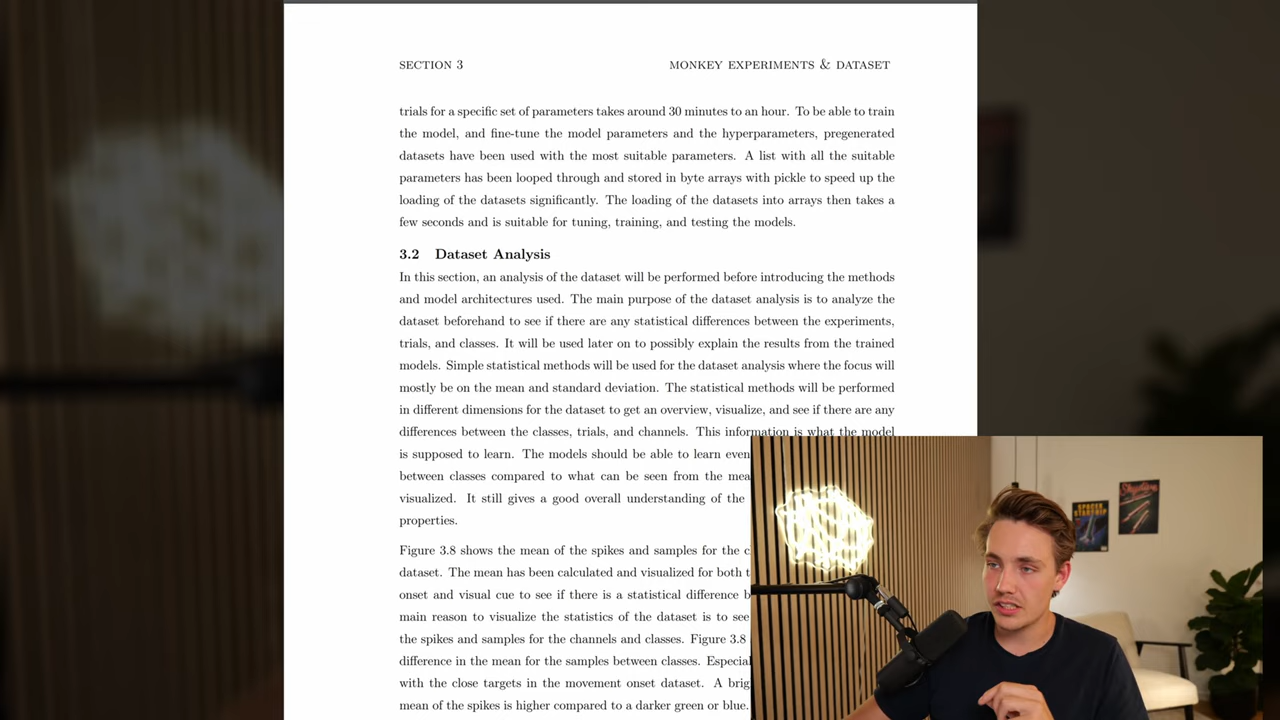 SECTION 3
MONKEY EXPERIMENTS & DATASET
trials for a specific set of parameters takes around 30 minutes to an hour. To be able to train
the model, and fine-tune the model parameters and the hyperparameters, pregenerated
datasets have been used with the most suitable parameters. A list with all the suitable
parameters has been looped through and stored in byte arrays with pickle to speed up the
loading of the datasets significantly. The loading of the datasets into arrays then takes a
few seconds and is suitable for tuning, training, and testing the models.
3.2 Dataset Analysis
In this section, an analysis of the dataset will be performed before introducing the methods
and model architectures used. The main purpose of the dataset analysis is to analyze the
dataset beforehand to see if there are any statistical differences between the experiments,
trials, and classes. It will be used later on to possibly explain the results from the trained
models. Simple statistical methods will be used for the dataset analysis where the focus will
mostly be on the mean and standard deviation. The statistical methods will be performed
in different dimensions for the dataset to get an overview, visualize, and see if there are any
differences between the classes, trials, and channels. This information is what the model
is supposed to learn. The models should be able to learn even
between classes compared to what can be seen from the mea
visualized. It still gives a good overall understanding of the
properties.
Figure 3.8 shows the mean of the spikes and samples for the c
dataset. The mean has been calculated and visualized for both t
onset and visual cue to see if there is a statistical difference b
main reason to visualize the statistics of the dataset is to see
the spikes and samples for the channels and classes. Figure 3.8
difference in the mean for the samples between classes. Especial
with the close targets in the movement onset dataset. A brig
mean of the spikes is higher compared to a darker green or blue.
SPACEX
STARSHIP